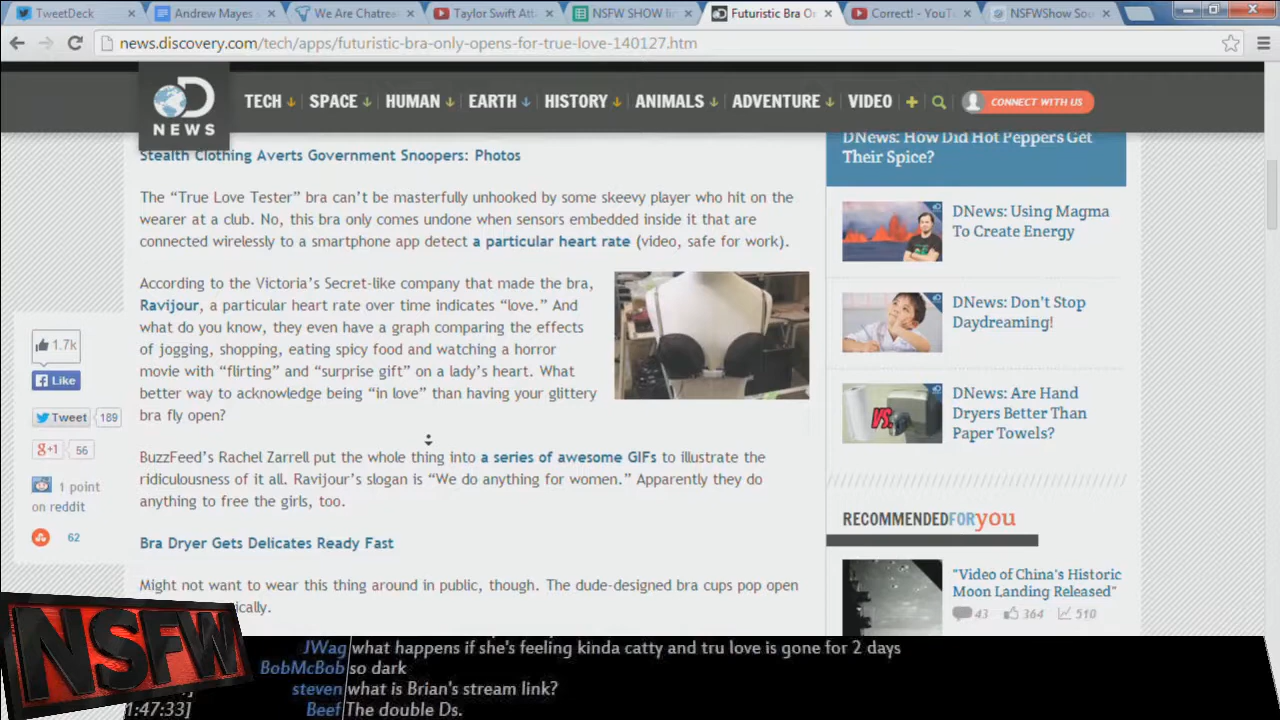 TweetDeck
Andrew Mayes
We Are Chatrea
Taylor Swift Att
NSFW SHOW li
Futuristic Bra O
Correct! - YouT
NSFWShow Sou
news.discovery.com/tech/apps/futuristic-bra-only-opens-for-true-love-140127.htm
D
NEWS
TECH SPACE HUMAN EARTH HISTORY ANIMALS ADVENTURE VIDEO + CONNECT WITH US
Stealth Clothing Averts Government Snoopers: Photos
The “True Love Tester” bra can’t be masterfully unhooked by some skeevy player who hit on the
wearer at a club. No, this bra only comes undone when sensors embedded inside it that are
connected wirelessly to a smartphone app detect a particular heart rate (video, safe for work).
According to the Victoria’s Secret-like company that made the bra,
Ravijour, a particular heart rate over time indicates “love.” And
what do you know, they even have a graph comparing the effects
of jogging, shopping, eating spicy food and watching a horror
movie with “flirting” and “surprise gift” on a lady’s heart. What
better way to acknowledge being “in love” than having your glittery
bra fly open?
BuzzFeed’s Rachel Zarrell put the whole thing into a series of awesome GIFs to illustrate the
ridiculousness of it all. Ravijour’s slogan is “We do anything for women.” Apparently they do
anything to free the girls, too.
Bra Dryer Gets Delicates Ready Fast
Might not want to wear this thing around in public, though. The dude-designed bra cups pop open
ically.
1.7k
Like
Tweet 189
g+1 56
1 point
on reddit
62
DNews: How Did Hot Peppers Get
Their Spice?
DNews: Using Magma
To Create Energy
DNews: Don't Stop
Daydreaming!
VS.
DNews: Are Hand
Dryers Better Than
Paper Towels?
RECOMMENDEDFORyou
"Video of China's Historic
Moon Landing Released"
43 364 510
NSFW
JWag what happens if she's feeling kinda catty and tru love is gone for 2 days
BobMcBob so dark
steven what is Brian's stream link?
1:47:33] Beef The double Ds.